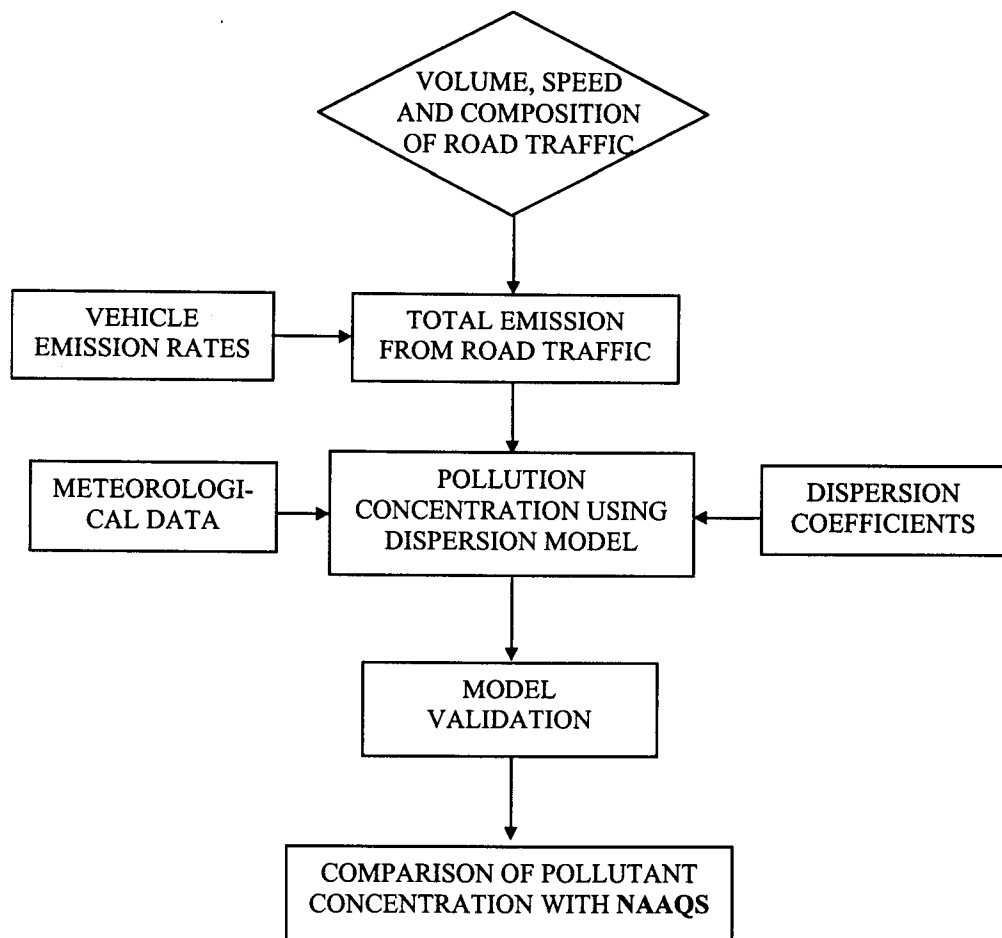 VOLUME, SPEED
AND COMPOSITION
OF ROAD TRAFFIC
VEHICLE
EMISSION RATES
TOTAL EMISSION
FROM ROAD TRAFFIC
METEOROLOGI-
CAL DATA
POLLUTION
CONCENTRATION USING
DISPERSION MODEL
DISPERSION
COEFFICIENTS
MODEL
VALIDATION
COMPARISON OF POLLUTANT
CONCENTRATION WITH NAAQS